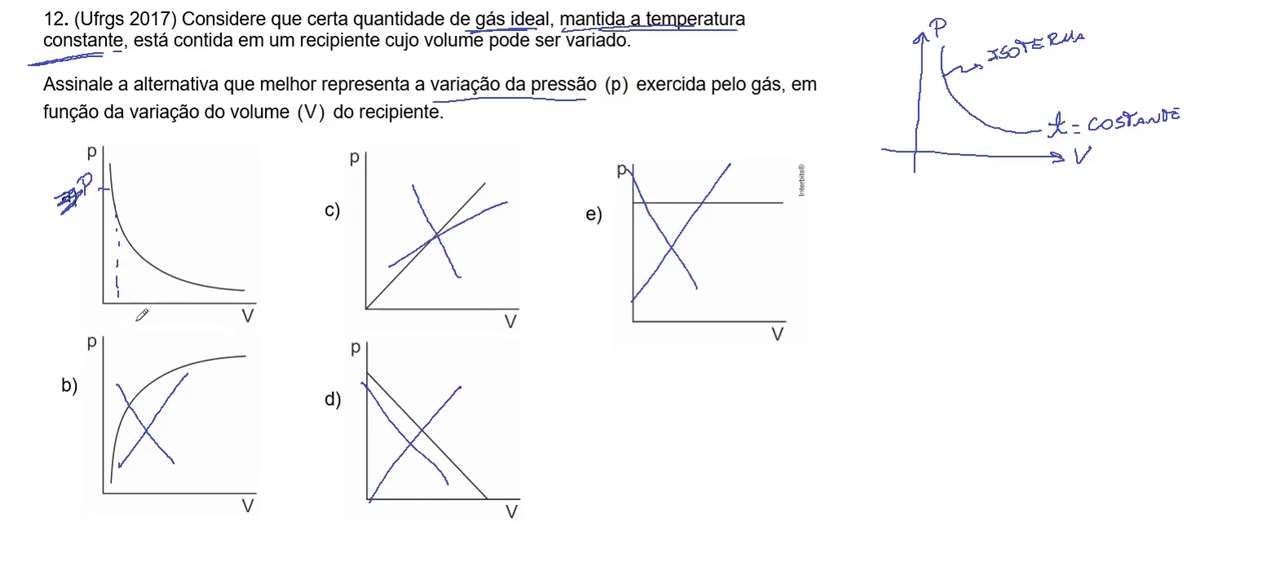 12. (Ufrgs 2017) Considere que certa quantidade de gás ideal, mantida a temperatura
constante, está contida em um recipiente cujo volume pode ser variado.
Assinale a alternativa que melhor representa a variação da pressão (p) exercida pelo gás, em
função da variação do volume (V) do recipiente.
P
ISOTERMA
t = COSTANTE
V
p
P
V
c)
p
V
e)
p
V
Interbits®
b)
p
V
d)
p
V